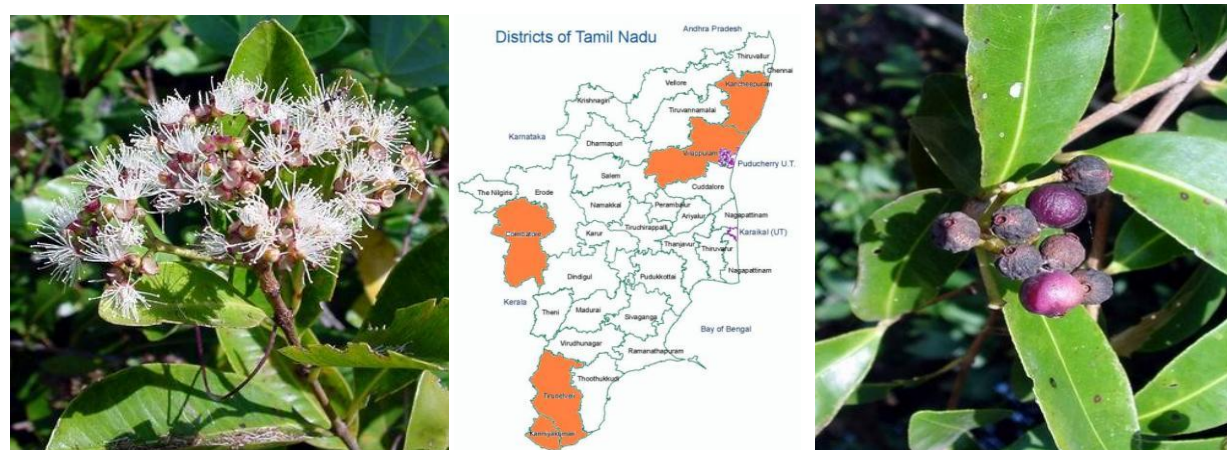 Districts of Tamil Nadu
Andhra Pradesh
Thiruvallur
Chennai
Kancheepuram
Vellore
Krishnagiri
Tiruvannamalai
Karnataka
Dharmapuri
Villuppuram
Puducherry U.T.
Salem
The Nilgiris
Erode
Cuddalore
Namakkal
Perambalur
Ariyalur
Nagapattinam
Coimbatore
Karur
Tiruchirappalli
Karaikal (UT)
Thanjavur
Thiruvarur
Nagapattinam
Dindigul
Pudukkottai
Kerala
Theni
Madurai
Sivaganga
Bay of Bengal
Virudhunagar
Ramanathapuram
Thoothukkudi
Tirunelveli
Kanniyakumari